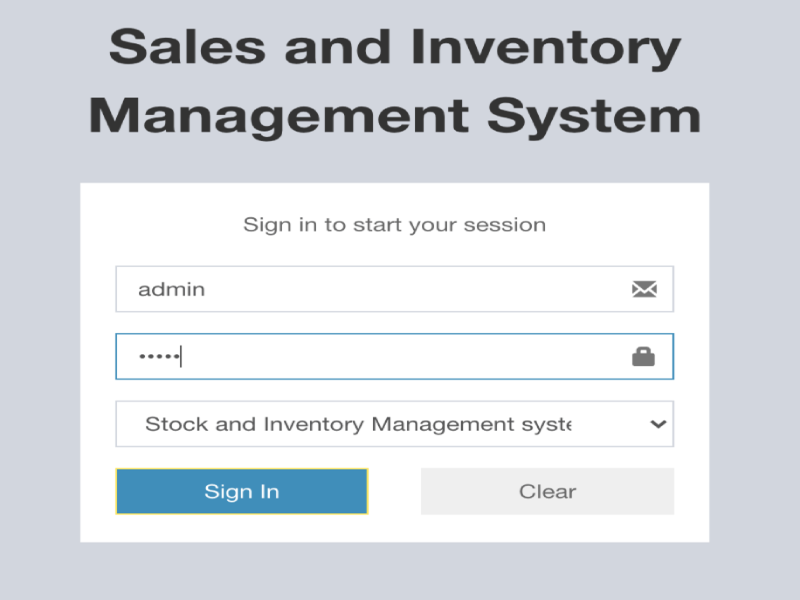 Sales and Inventory
Management System
Sign in to start your session
admin
•••••
Stock and Inventory Management syste
Sign In
Clear